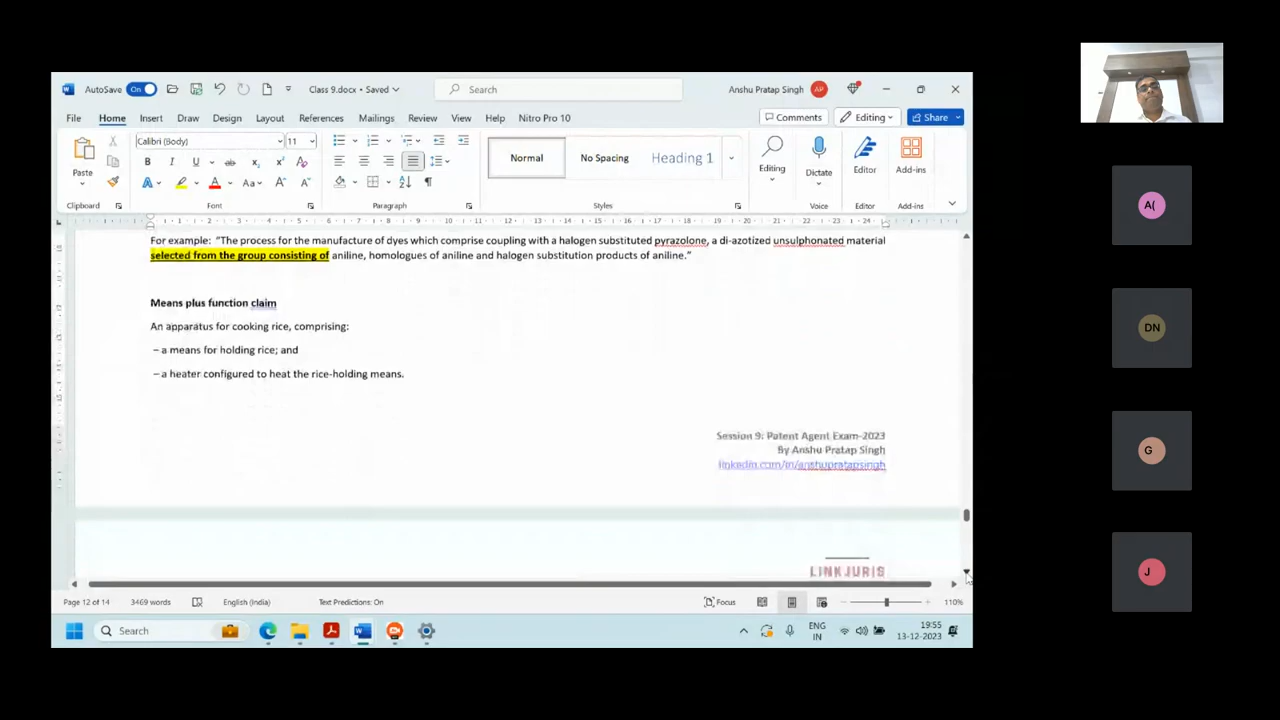 AutoSave On
Class 9.docx • Saved
Search
Anshu Pratap Singh AP
File Home Insert Draw Design Layout References Mailings Review View Help Nitro Pro 10
Comments Editing Share
Paste
Calibri (Body) 11
Normal
No Spacing
Heading 1
Editing
Dictate
Editor
Add-ins
Clipboard Font Paragraph Styles Voice Editor Add-ins
For example: "The process for the manufacture of dyes which comprise coupling with a halogen substituted pyrazolone, a di-azotized unsulphonated material
selected from the group consisting of aniline, homologues of aniline and halogen substitution products of aniline."
Means plus function claim
An apparatus for cooking rice, comprising:
– a means for holding rice; and
– a heater configured to heat the rice-holding means.
Session 9: Patent Agent Exam-2023
By Anshu Pratap Singh
linkedin.com/in/anshupratapsingh
LINKJURIS
Page 12 of 14 3469 words English (India) Text Predictions: On Focus 110%
Search
ENG
IN
19:55
13-12-2023
A(
DN
G
J